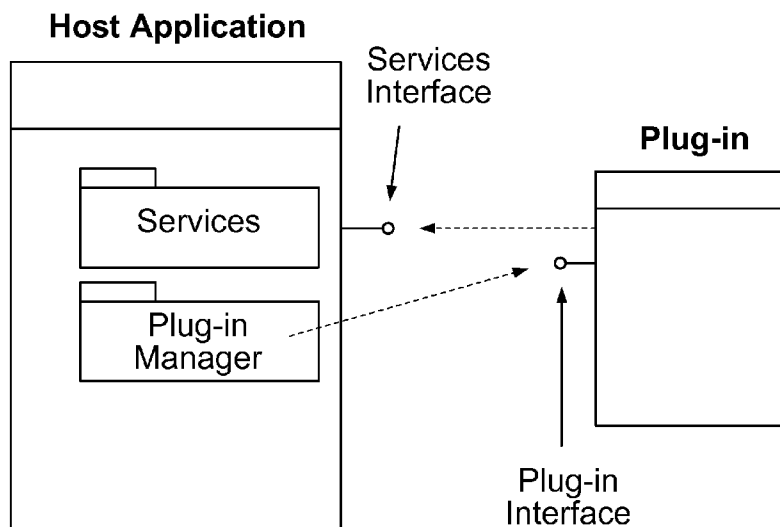 Host Application
Services
Interface
Plug-in
Services
Plug-in
Manager
Plug-in
Interface